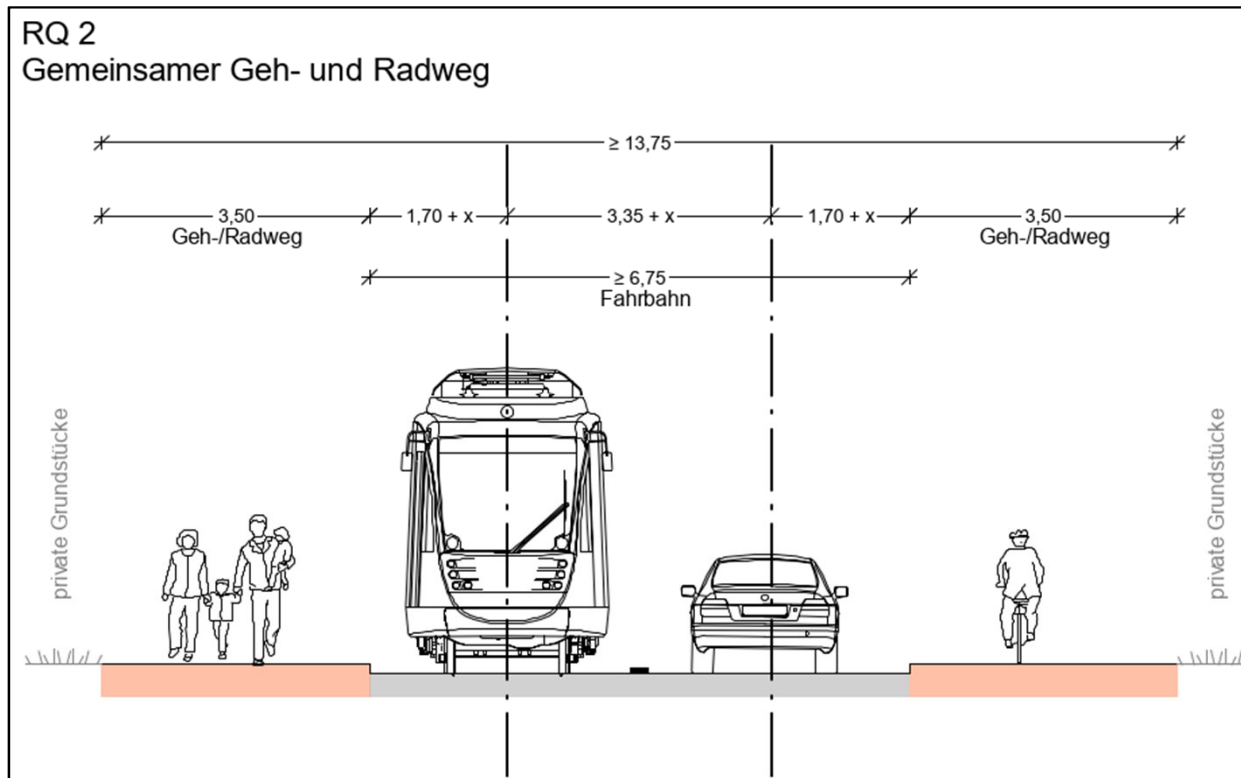 RQ 2
Gemeinsamer Geh- und Radweg
≥ 13,75
3,50
1,70 + x
3,35 + x
1,70 + x
3,50
Geh-/Radweg
Geh-/Radweg
≥ 6,75
Fahrbahn
private Grundstücke
private Grundstücke